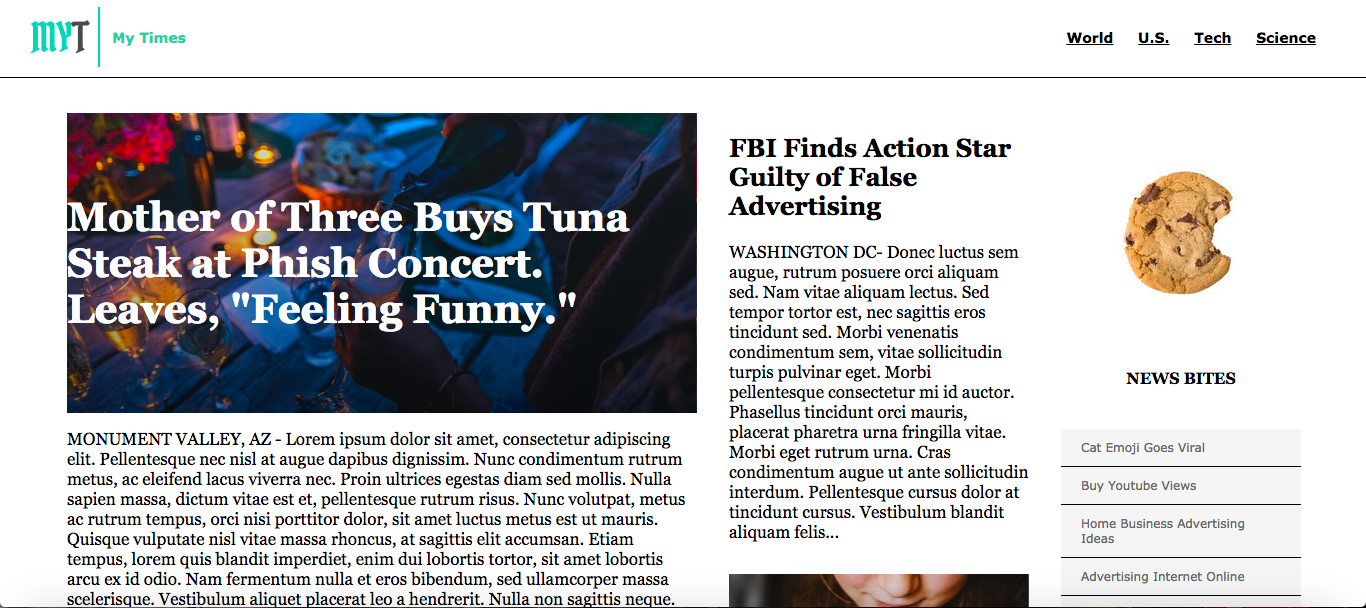 MYT
My Times
World U.S. Tech Science
Mother of Three Buys Tuna
Steak at Phish Concert.
Leaves, "Feeling Funny."
MONUMENT VALLEY, AZ - Lorem ipsum dolor sit amet, consectetur adipiscing
elit. Pellentesque nec nisl at augue dapibus dignissim. Nunc condimentum rutrum
metus, ac eleifend lacus viverra nec. Proin ultrices egestas diam sed mollis. Nulla
sapien massa, dictum vitae est et, pellentesque rutrum risus. Nunc volutpat, metus
ac rutrum tempus, orci nisi porttitor dolor, sit amet luctus metus est ut mauris.
Quisque vulputate nisl vitae massa rhoncus, at sagittis elit accumsan. Etiam
tempus, lorem quis blandit imperdiet, enim dui lobortis tortor, sit amet lobortis
arcu ex id odio. Nam fermentum nulla et eros bibendum, sed ullamcorper massa
scelerisque. Vestibulum aliquet placerat leo a hendrerit. Nulla non sagittis neque.
FBI Finds Action Star
Guilty of False
Advertising
WASHINGTON DC- Donec luctus sem
augue, rutrum posuere orci aliquam
sed. Nam vitae aliquam lectus. Sed
tempor tortor est, nec sagittis eros
tincidunt sed. Morbi venenatis
condimentum sem, vitae sollicitudin
turpis pulvinar eget. Morbi
pellentesque consectetur mi id auctor.
Phasellus tincidunt orci mauris,
placerat pharetra urna fringilla vitae.
Morbi eget rutrum urna. Cras
condimentum augue ut ante sollicitudin
interdum. Pellentesque cursus dolor at
tincidunt cursus. Vestibulum blandit
aliquam felis...
NEWS BITES
Cat Emoji Goes Viral
Buy Youtube Views
Home Business Advertising
Ideas
Advertising Internet Online